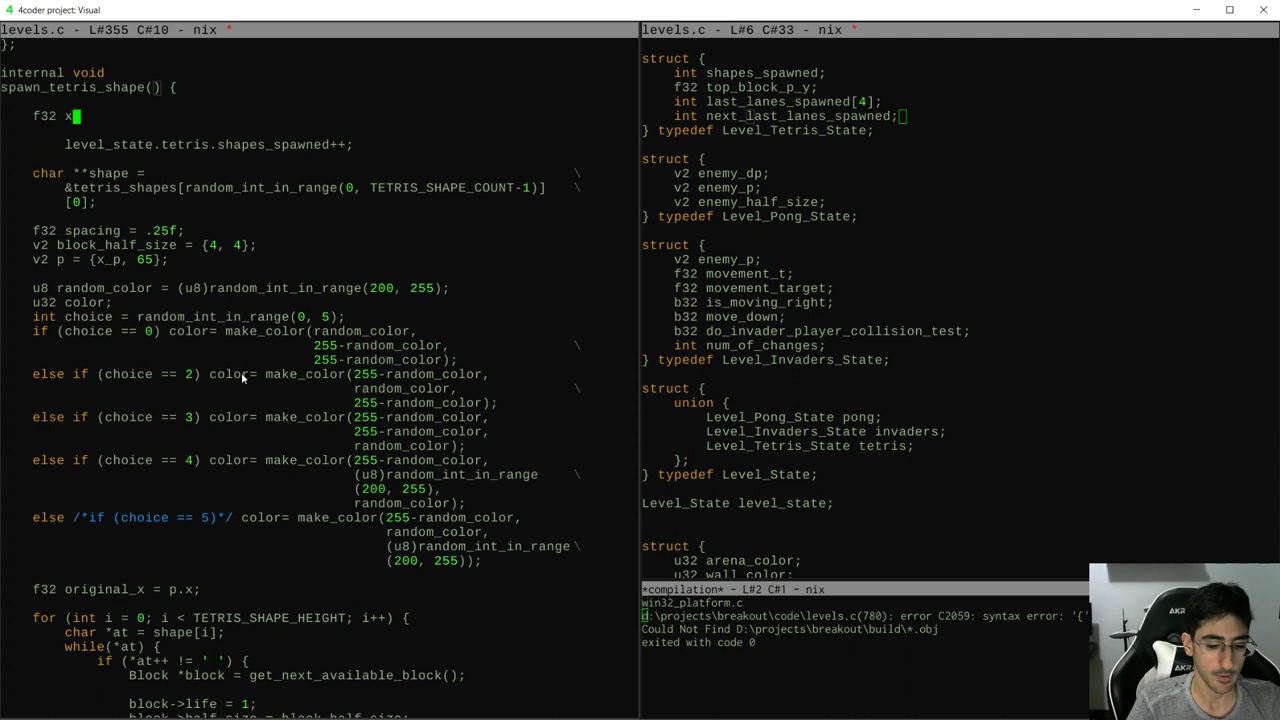 4coder project: Visual
levels.c - L#355 C#10 - nix *
};
internal void
spawn_tetris_shape() {
f32 x
level_state.tetris.shapes_spawned++;
char **shape =                    \
&tetris_shapes[random_int_in_range(0, TETRIS_SHAPE_COUNT-1)]    \
[0];
f32 spacing = .25f;
v2 block_half_size = {4, 4};
v2 p = {x_p, 65};
u8 random_color = (u8)random_int_in_range(200, 255);
u32 color;
int choice = random_int_in_range(0, 5);
if (choice == 0) color= make_color(random_color,
255-random_color,    \
255-random_color);
else if (choice == 2) color= make_color(255-random_color,
random_color,    \
255-random_color);
else if (choice == 3) color= make_color(255-random_color,
255-random_color,    \
random_color);
else if (choice == 4) color= make_color(255-random_color,
(u8)random_int_in_range    \
(200, 255),
random_color);
else /*if (choice == 5)*/ color= make_color(255-random_color,
random_color,
(u8)random_int_in_range \
(200, 255));
f32 original_x = p.x;
for (int i = 0; i < TETRIS_SHAPE_HEIGHT; i++) {
char *at = shape[i];
while(*at) {
if (*at++ != ' ') {
Block *block = get_next_available_block();
block->life = 1;
block->half_size = block_half_size;
levels.c - L#6 C#33 - nix *
struct {
int shapes_spawned;
f32 top_block_p_y;
int last_lanes_spawned[4];
int next_last_lanes_spawned;
} typedef Level_Tetris_State;
struct {
v2 enemy_dp;
v2 enemy_p;
v2 enemy_half_size;
} typedef Level_Pong_State;
struct {
v2 enemy_p;
f32 movement_t;
f32 movement_target;
b32 is_moving_right;
b32 move_down;
b32 do_invader_player_collision_test;
int num_of_changes;
} typedef Level_Invaders_State;
struct {
union {
Level_Pong_State pong;
Level_Invaders_State invaders;
Level_Tetris_State tetris;
};
} typedef Level_State;
Level_State level_state;
struct {
u32 arena_color;
u32 wall_color;
*compilation* - L#2 C#1 - nix
win32_platform.c
d:\projects\breakout\code\levels.c(780): error C2059: syntax error: '{'
Could Not Find D:\projects\breakout\build\*.obj
exited with code 0